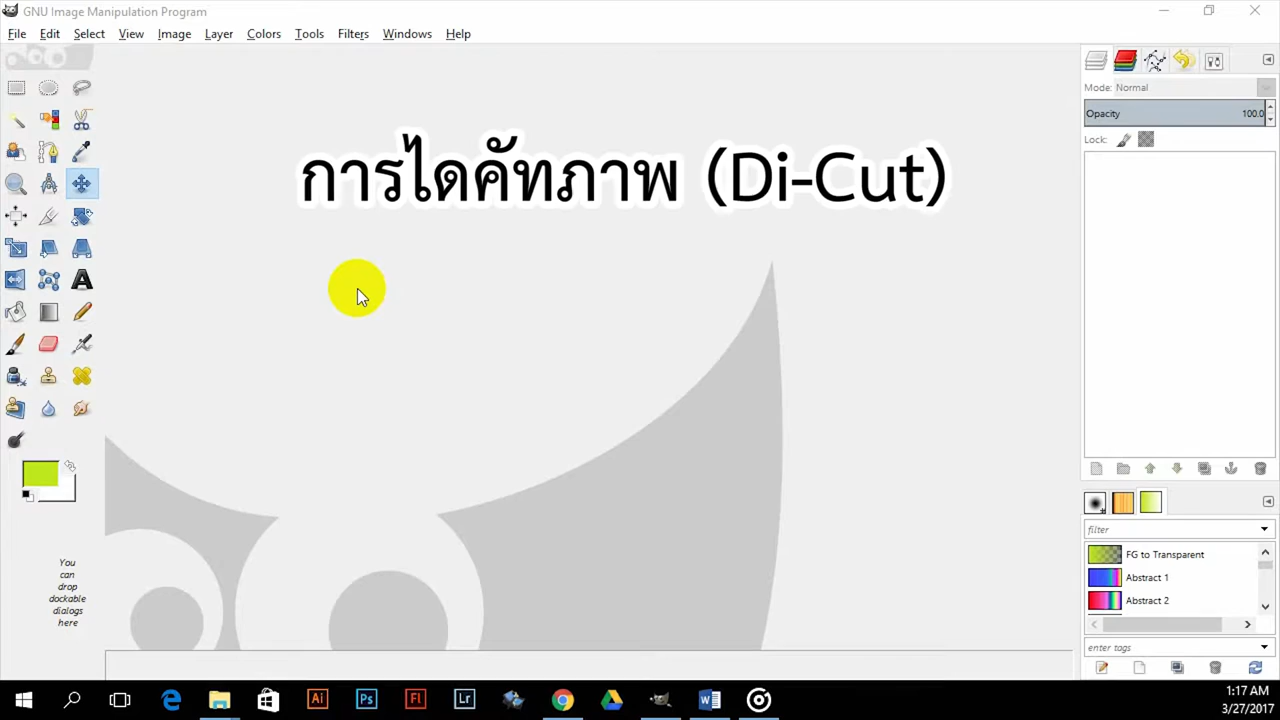 GNU Image Manipulation Program
File Edit Select View Image Layer Colors Tools Filters Windows Help
Mode: Normal
Opacity 100.0
Lock:
การไดคัทภาพ (Di-Cut)
filter
FG to Transparent
Abstract 1
Abstract 2
enter tags
You
can
drop
dockable
dialogs
here
Ai Ps Fl Lr
1:17 AM
3/27/2017